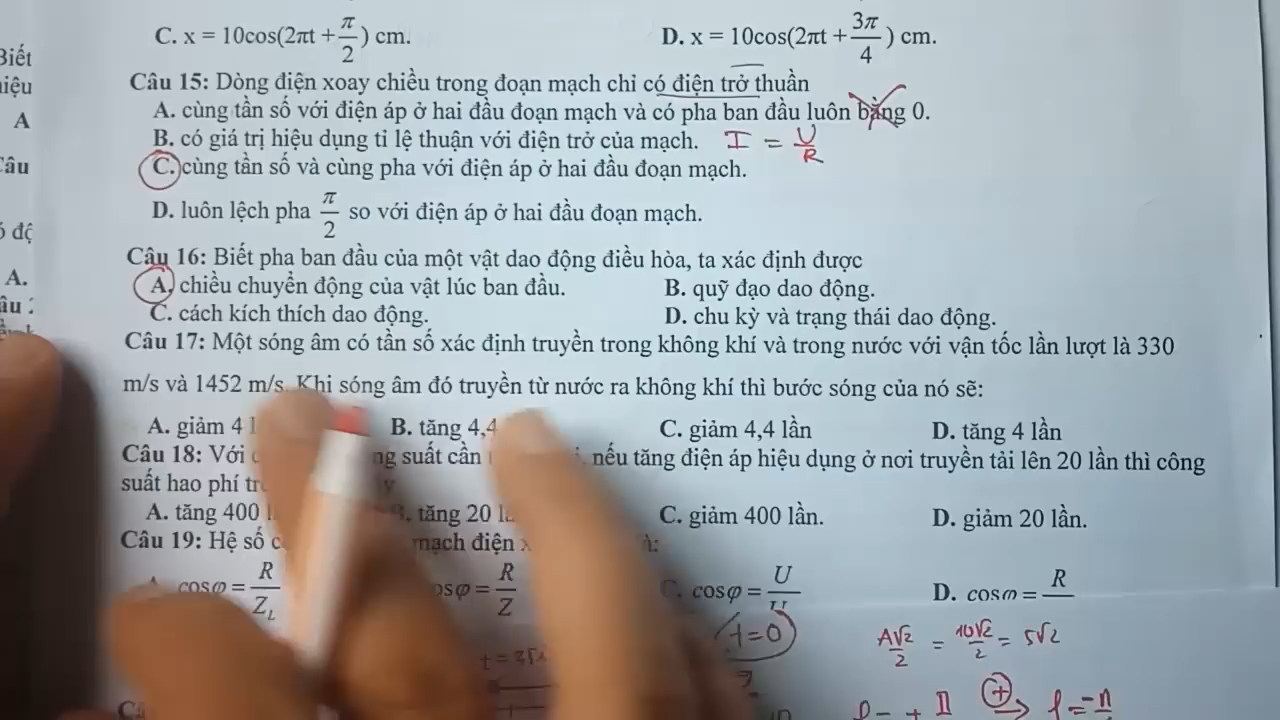 C. x = 10cos(2πt + π/2) cm. D. x = 10cos(2πt + 3π/4) cm.
Biết
Câu 15: Dòng điện xoay chiều trong đoạn mạch chỉ có điện trở thuần
A. cùng tần số với điện áp ở hai đầu đoạn mạch và có pha ban đầu luôn bằng 0.
A
B. có giá trị hiệu dụng tỉ lệ thuận với điện trở của mạch. I = U/R
C. cùng tần số và cùng pha với điện áp ở hai đầu đoạn mạch.
D. luôn lệch pha π/2 so với điện áp ở hai đầu đoạn mạch.
Câu 16: Biết pha ban đầu của một vật dao động điều hòa, ta xác định được
A.
A. chiều chuyển động của vật lúc ban đầu. B. quỹ đạo dao động.
C. cách kích thích dao động. D. chu kỳ và trạng thái dao động.
Câu 17: Một sóng âm có tần số xác định truyền trong không khí và trong nước với vận tốc lần lượt là 330
m/s và 1452 m/s. Khi sóng âm đó truyền từ nước ra không khí thì bước sóng của nó sẽ:
A. giảm 4 B. tăng 4,4 C. giảm 4,4 lần D. tăng 4 lần
Câu 18: Với suất cần nếu tăng điện áp hiệu dụng ở nơi truyền tải lên 20 lần thì công
suất hao phí
A. tăng 400 tăng 20 C. giảm 400 lần. D. giảm 20 lần.
Câu 19: Hệ số mạch điện
cosφ = R/Z_L cosφ = R/Z C. cosφ = U/ D. cosφ = R/
t=0 A√2/2 = 10√2/2 = 5√2